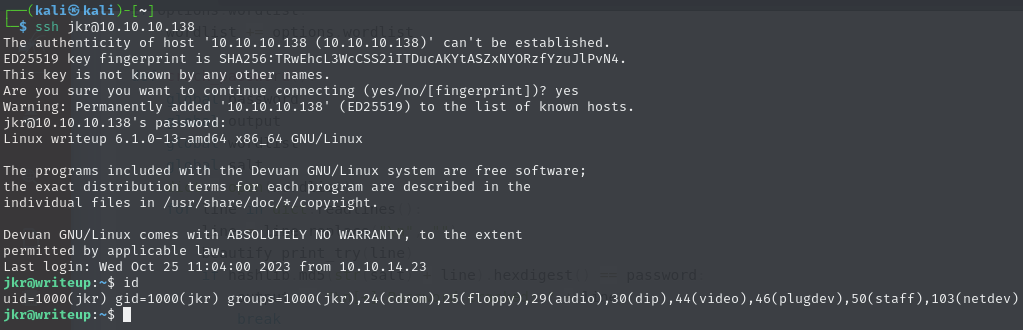 ┌──(kali㉿kali)-[~]
└─$ ssh jkr@10.10.10.138
The authenticity of host '10.10.10.138 (10.10.10.138)' can't be established.
ED25519 key fingerprint is SHA256:TRwEhcL3WcCSS2iITDucAKYtASZxNYORzfYzuJlPvN4.
This key is not known by any other names.
Are you sure you want to continue connecting (yes/no/[fingerprint])? yes
Warning: Permanently added '10.10.10.138' (ED25519) to the list of known hosts.
jkr@10.10.10.138's password:
Linux writeup 6.1.0-13-amd64 x86_64 GNU/Linux

The programs included with the Devuan GNU/Linux system are free software;
the exact distribution terms for each program are described in the
individual files in /usr/share/doc/*/copyright.

Devuan GNU/Linux comes with ABSOLUTELY NO WARRANTY, to the extent
permitted by applicable law.
Last login: Wed Oct 25 11:04:00 2023 from 10.10.14.23
jkr@writeup:~$ id
uid=1000(jkr) gid=1000(jkr) groups=1000(jkr),24(cdrom),25(floppy),29(audio),30(dip),44(video),46(plugdev),50(staff),103(netdev)
jkr@writeup:~$